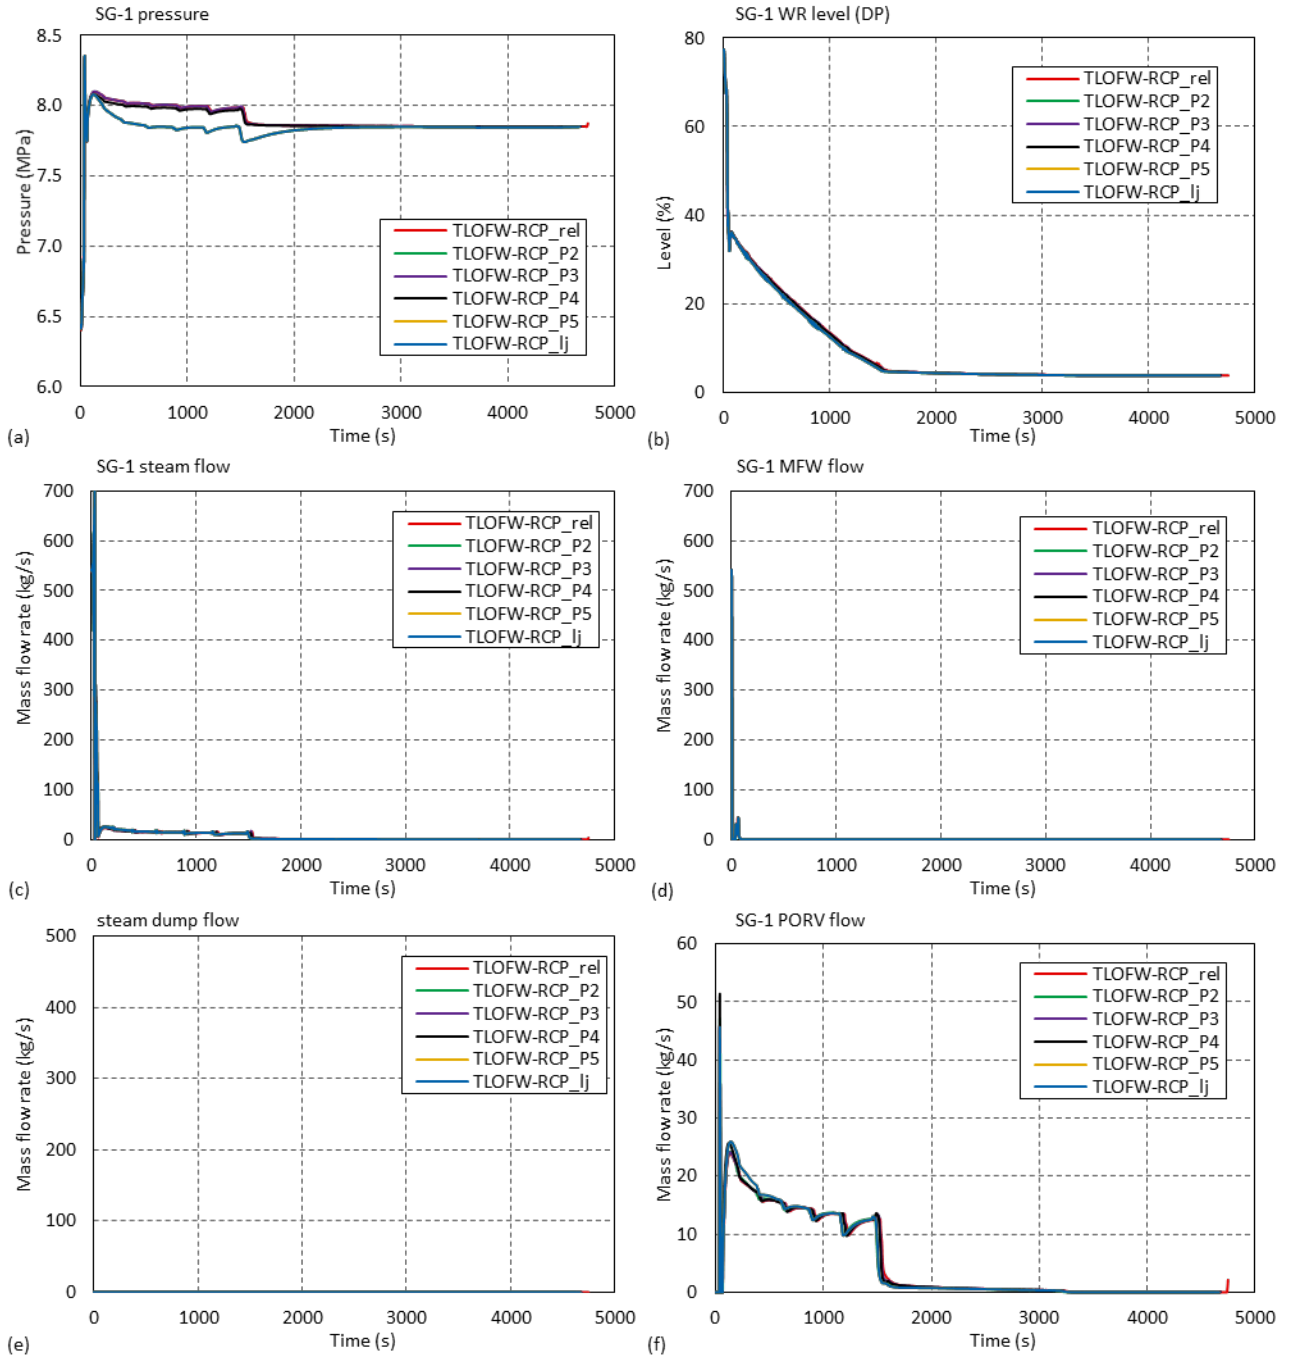 SG-1 pressure
8.5
8.0
7.5
7.0
6.5
6.0
Pressure (MPa)
TLOFW-RCP_rel
TLOFW-RCP_P2
TLOFW-RCP_P3
TLOFW-RCP_P4
TLOFW-RCP_P5
TLOFW-RCP_lj
0 1000 2000 3000 4000 5000
Time (s)
(a)
SG-1 WR level (DP)
80
60
40
20
0
Level (%)
TLOFW-RCP_rel
TLOFW-RCP_P2
TLOFW-RCP_P3
TLOFW-RCP_P4
TLOFW-RCP_P5
TLOFW-RCP_lj
0 1000 2000 3000 4000 5000
Time (s)
(b)
SG-1 steam flow
700
600
500
400
300
200
100
0
Mass flow rate (kg/s)
TLOFW-RCP_rel
TLOFW-RCP_P2
TLOFW-RCP_P3
TLOFW-RCP_P4
TLOFW-RCP_P5
TLOFW-RCP_lj
0 1000 2000 3000 4000 5000
Time (s)
(c)
SG-1 MFW flow
700
600
500
400
300
200
100
0
Mass flow rate (kg/s)
TLOFW-RCP_rel
TLOFW-RCP_P2
TLOFW-RCP_P3
TLOFW-RCP_P4
TLOFW-RCP_P5
TLOFW-RCP_lj
0 1000 2000 3000 4000 5000
Time (s)
(d)
steam dump flow
500
400
300
200
100
0
Mass flow rate (kg/s)
TLOFW-RCP_rel
TLOFW-RCP_P2
TLOFW-RCP_P3
TLOFW-RCP_P4
TLOFW-RCP_P5
TLOFW-RCP_lj
0 1000 2000 3000 4000 5000
Time (s)
(e)
SG-1 PORV flow
60
50
40
30
20
10
0
Mass flow rate (kg/s)
TLOFW-RCP_rel
TLOFW-RCP_P2
TLOFW-RCP_P3
TLOFW-RCP_P4
TLOFW-RCP_P5
TLOFW-RCP_lj
0 1000 2000 3000 4000 5000
Time (s)
(f)